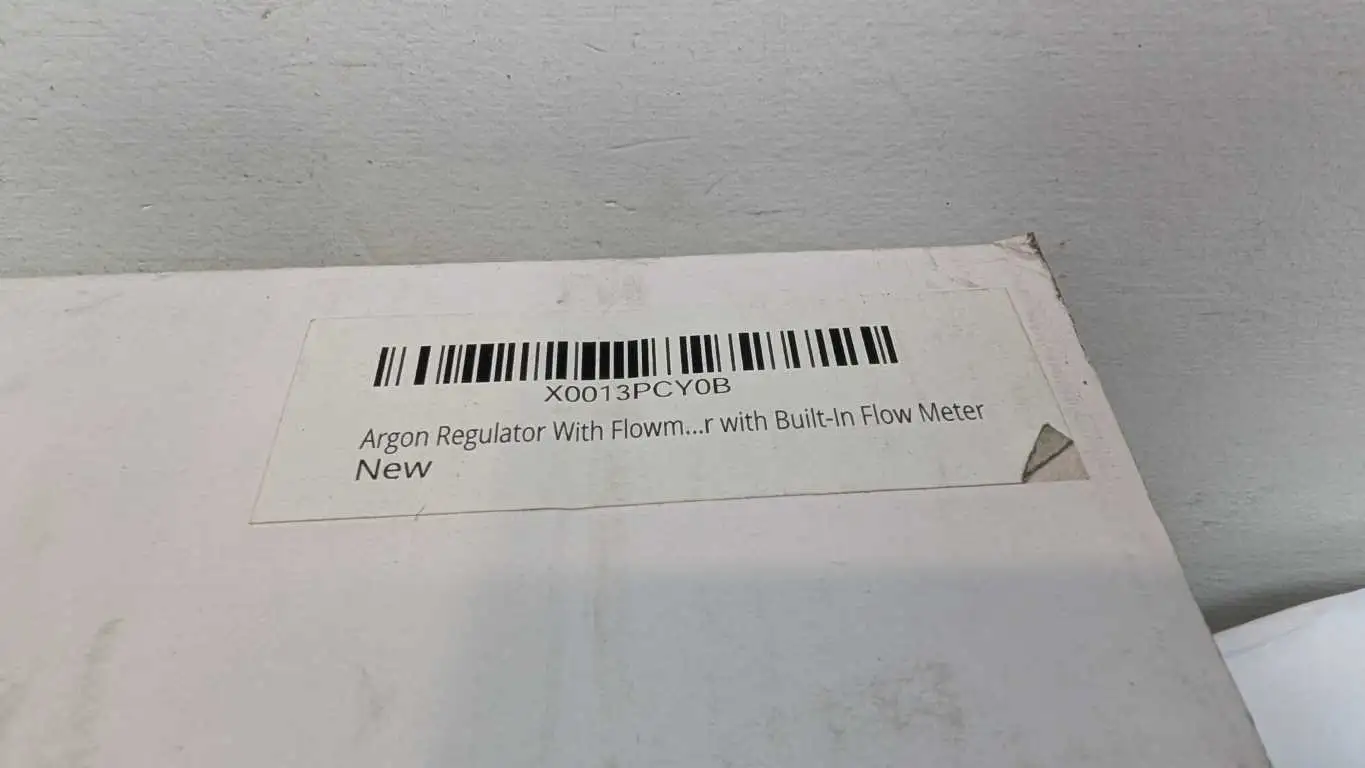 X0013PCY0B
Argon Regulator With Flowm...r with Built-In Flow Meter
New